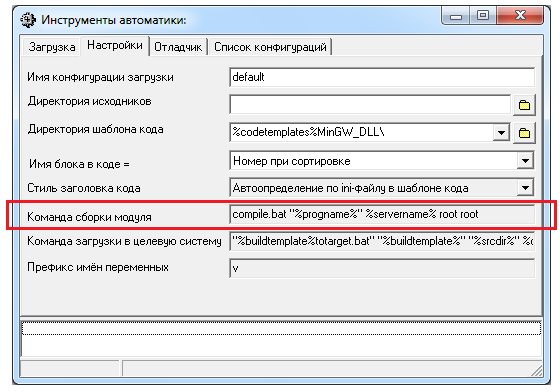 Инструменты автоматики:
Загрузка Настройки Отладчик Список конфигураций
Имя конфигурации загрузки default
Директория исходников
Директория шаблона кода %codetemplates%MinGW_DLL\
Имя блока в коде = Номер при сортировке
Стиль заголовка кода Автоопределение по ini-файлу в шаблоне кода
Команда сборки модуля compile.bat "%progname%" %servername% root root
Команда загрузки в целевую систему "%buildtemplate%totarget.bat" "%buildtemplate%" "%srcdir%"
Префикс имён переменных v